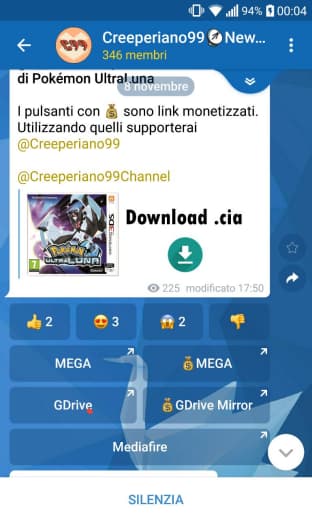 94% 00:04
Creeperiano99 New...
346 membri
di Pokémon UltraLuna
8 novembre
I pulsanti con 💰 sono link monetizzati.
Utilizzando quelli supporterai
@Creeperiano99
@Creeperiano99Channel
Download .cia
POKÉMON
ULTRALUNA
7
225 modificato 17:50
👍 2 😍 3 😱 2 👎
MEGA 💰 MEGA
GDrive 💰 GDrive Mirror
Mediafire
SILENZIA